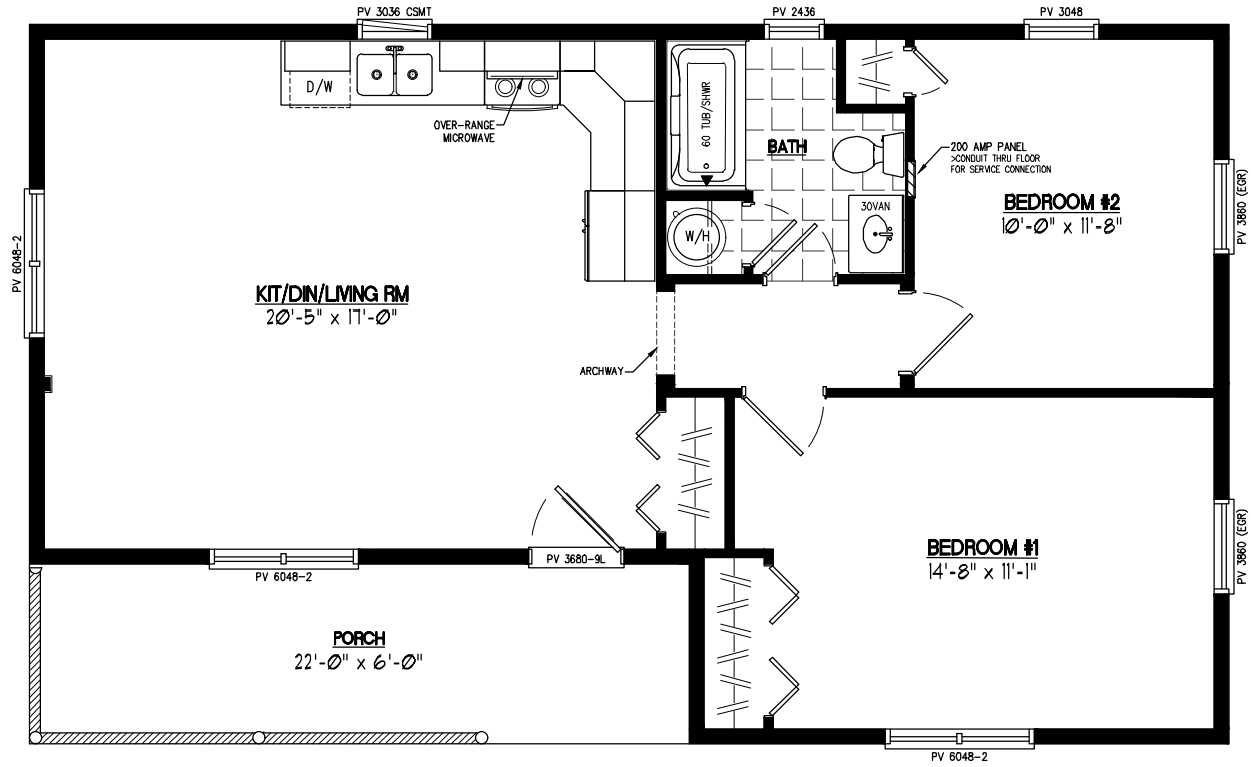 PV 3036 CSMT
PV 2436
PV 3048
D/W
OVER-RANGE
MICROWAVE
60 TUB/SHWR
BATH
200 AMP PANEL
>CONDUIT THRU FLOOR
FOR SERVICE CONNECTION
BEDROOM #2
10'-0" x 11'-8"
PV 3860 (EGR)
30VAN
W/H
PV 6048-2
KIT/DIN/LIVING RM
20'-5" x 17'-0"
ARCHWAY
BEDROOM #1
14'-8" x 11'-1"
PV 3860 (EGR)
PV 3680-9L
PV 6048-2
PORCH
22'-0" x 6'-0"
PV 6048-2